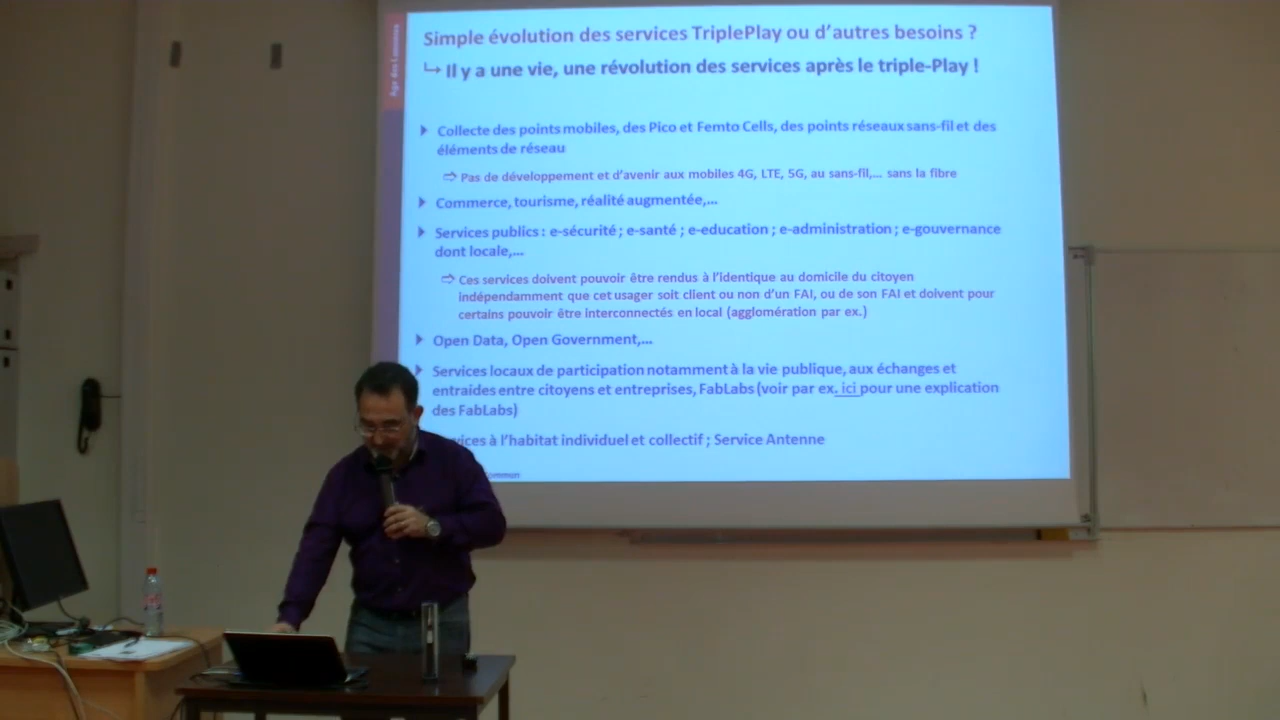 Age des Lumières
Simple évolution des services TriplePlay ou d'autres besoins ?
Il y a une vie, une révolution des services après le triple-Play !
Collecte des points mobiles, des Pico et Femto Cells, des points réseaux sans-fil et des
éléments de réseau
Pas de développement et d'avenir aux mobiles 4G, LTE, 5G, au sans-fil,... sans la fibre
Commerce, tourisme, réalité augmentée,...
Services publics : e-sécurité ; e-santé ; e-education ; e-administration ; e-gouvernance
dont locale,...
Ces services doivent pouvoir être rendus à l'identique au domicile du citoyen
indépendamment que cet usager soit client ou non d'un FAI, ou de son FAI et doivent pour
certains pouvoir être interconnectés en local (agglomération par ex.)
Open Data, Open Government,...
Services locaux de participation notamment à la vie publique, aux échanges et
entraides entre citoyens et entreprises, FabLabs (voir par ex. ici pour une explication
des FabLabs)
vices à l'habitat individuel et collectif ; Service Antenne